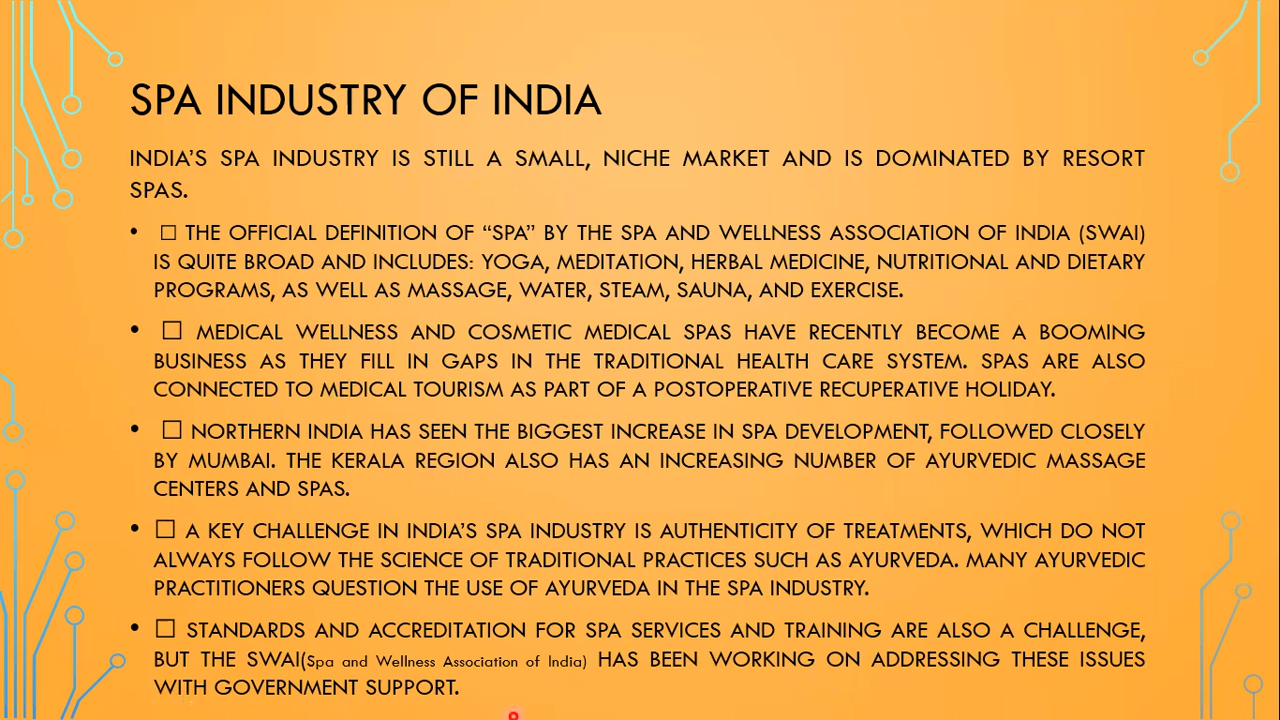 SPA INDUSTRY OF INDIA
INDIA'S SPA INDUSTRY IS STILL A SMALL, NICHE MARKET AND IS DOMINATED BY RESORT
SPAS.
• ☐ THE OFFICIAL DEFINITION OF “SPA” BY THE SPA AND WELLNESS ASSOCIATION OF INDIA (SWAI)
IS QUITE BROAD AND INCLUDES: YOGA, MEDITATION, HERBAL MEDICINE, NUTRITIONAL AND DIETARY
PROGRAMS, AS WELL AS MASSAGE, WATER, STEAM, SAUNA, AND EXERCISE.
• ☐ MEDICAL WELLNESS AND COSMETIC MEDICAL SPAS HAVE RECENTLY BECOME A BOOMING
BUSINESS AS THEY FILL IN GAPS IN THE TRADITIONAL HEALTH CARE SYSTEM. SPAS ARE ALSO
CONNECTED TO MEDICAL TOURISM AS PART OF A POSTOPERATIVE RECUPERATIVE HOLIDAY.
• ☐ NORTHERN INDIA HAS SEEN THE BIGGEST INCREASE IN SPA DEVELOPMENT, FOLLOWED CLOSELY
BY MUMBAI. THE KERALA REGION ALSO HAS AN INCREASING NUMBER OF AYURVEDIC MASSAGE
CENTERS AND SPAS.
• ☐ A KEY CHALLENGE IN INDIA'S SPA INDUSTRY IS AUTHENTICITY OF TREATMENTS, WHICH DO NOT
ALWAYS FOLLOW THE SCIENCE OF TRADITIONAL PRACTICES SUCH AS AYURVEDA. MANY AYURVEDIC
PRACTITIONERS QUESTION THE USE OF AYURVEDA IN THE SPA INDUSTRY.
• ☐ STANDARDS AND ACCREDITATION FOR SPA SERVICES AND TRAINING ARE ALSO A CHALLENGE,
BUT THE SWAI(Spa and Wellness Association of India) HAS BEEN WORKING ON ADDRESSING THESE ISSUES
WITH GOVERNMENT SUPPORT.